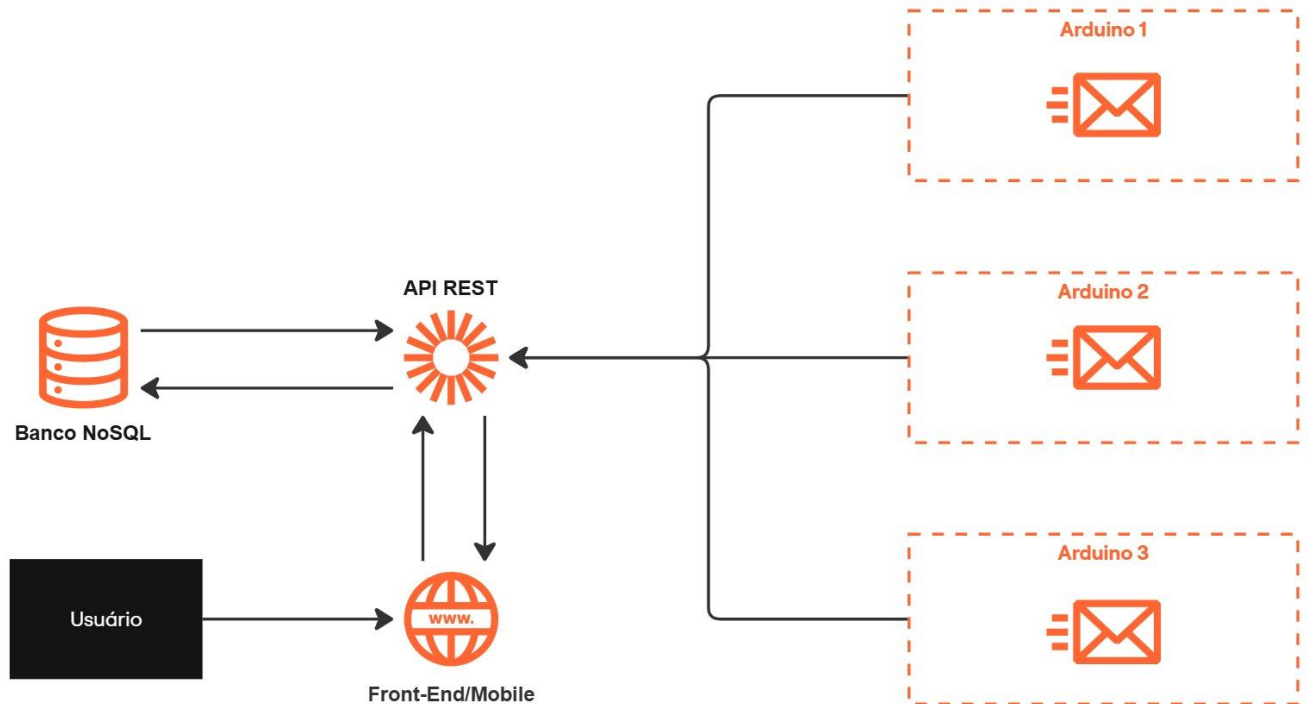 Arduino 1
Arduino 2
API REST
Banco NoSQL
Arduino 3
Usuário
www.
Front-End/Mobile